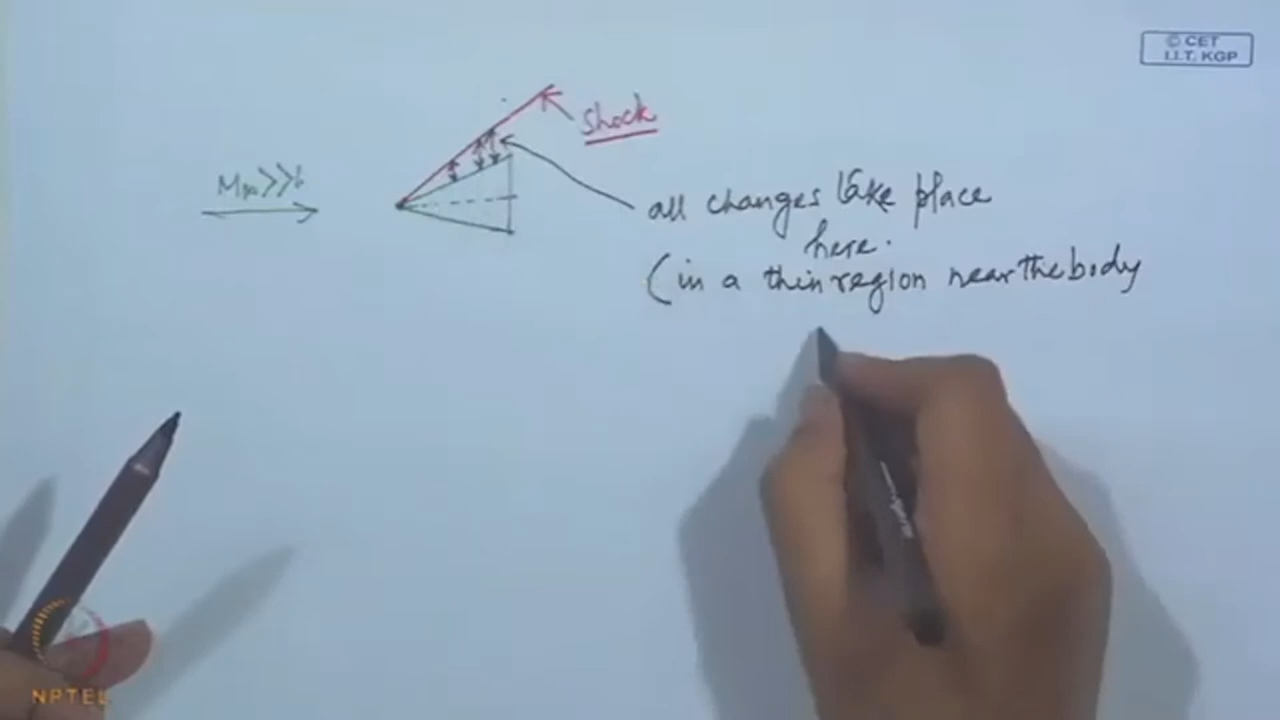 © CET
I.I.T. KGP
Shock
M∞>>1
all changes take place
here.
(in a thin region near the body
NPTEL